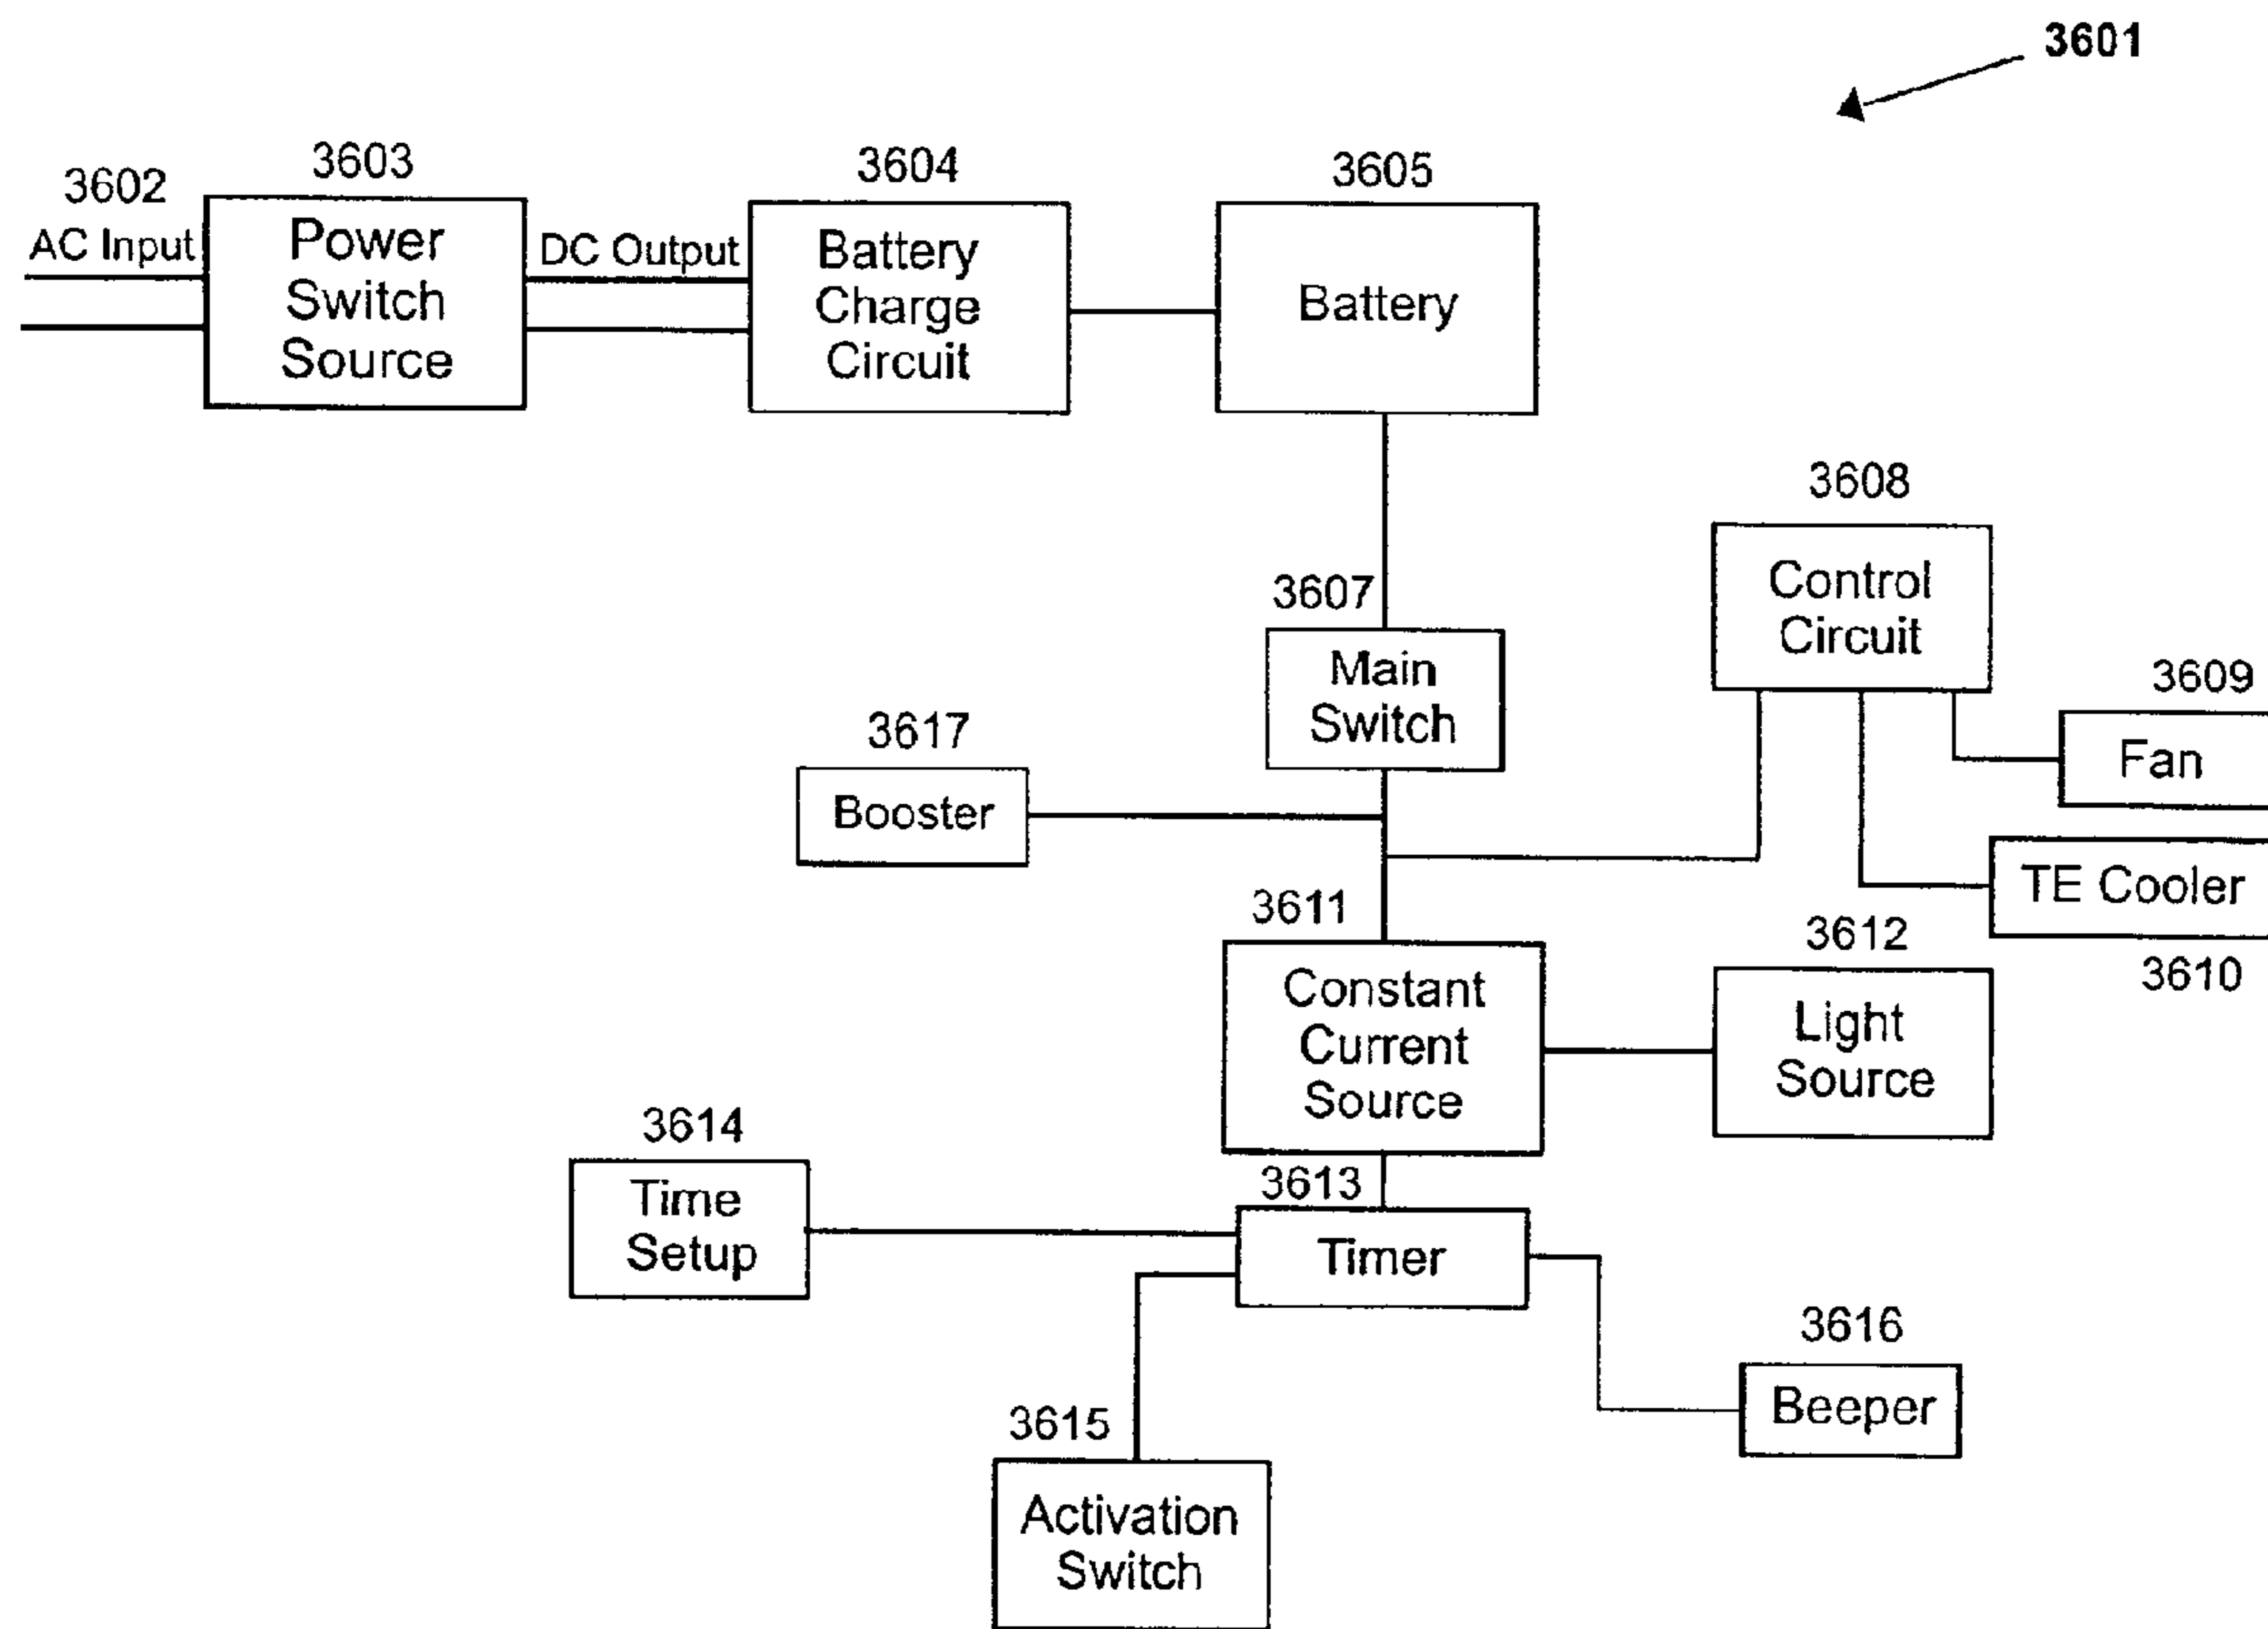 3601
3602
AC Input
3603
Power
Switch
Source
DC Output
3604
Battery
Charge
Circuit
3605
Battery
3607
Main
Switch
3608
Control
Circuit
3609
Fan
TE Cooler
3610
3617
Booster
3611
Constant
Current
Source
3612
Light
Source
3613
Timer
3614
Time
Setup
3615
Activation
Switch
3616
Beeper